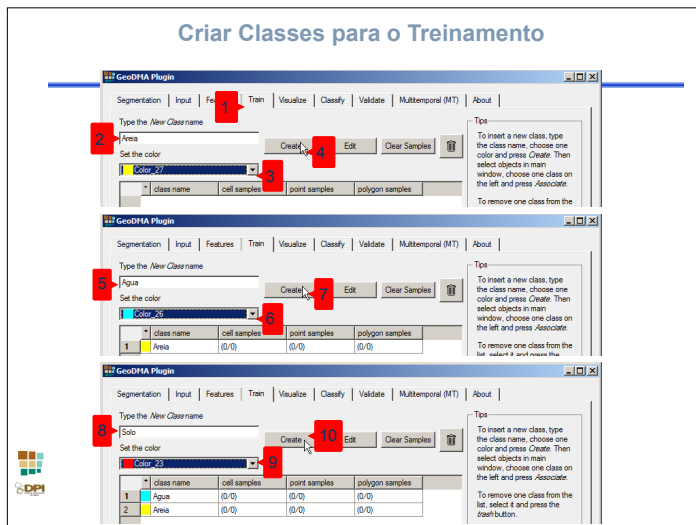 Criar Classes para o Treinamento
GeoDMA Plugin
Segmentation Input Fe Train Visualize Classify Validate Multitemporal (MT) About
1
Type the New Class name
2 Areia
Create 4 Edit Clear Samples
Set the color
Color_27 3
* class name cell samples point samples polygon samples
Tips
To insert a new class, type
the class name, choose one
color and press Create. Then
select objects in main
window, choose one class on
the left and press Associate.
To remove one class from the
GeoDMA Plugin
Segmentation Input Features Train Visualize Classify Validate Multitemporal (MT) About
Type the New Class name
5 Agua
Create 7 Edit Clear Samples
Set the color
Color_26 6
* class name cell samples point samples polygon samples
1 Areia (0/0) (0/0) (0/0)
Tips
To insert a new class, type
the class name, choose one
color and press Create. Then
select objects in main
window, choose one class on
the left and press Associate.
To remove one class from the
list, select it and press the
GeoDMA Plugin
Segmentation Input Features Train Visualize Classify Validate Multitemporal (MT) About
Type the New Class name
8 Solo
Create 10 Edit Clear Samples
Set the color
Color_23 9
* class name cell samples point samples polygon samples
1 Agua (0/0) (0/0) (0/0)
2 Areia (0/0) (0/0) (0/0)
Tips
To insert a new class, type
the class name, choose one
color and press Create. Then
select objects in main
window, choose one class on
the left and press Associate.
To remove one class from the
list, select it and press the
trash button.
DPI